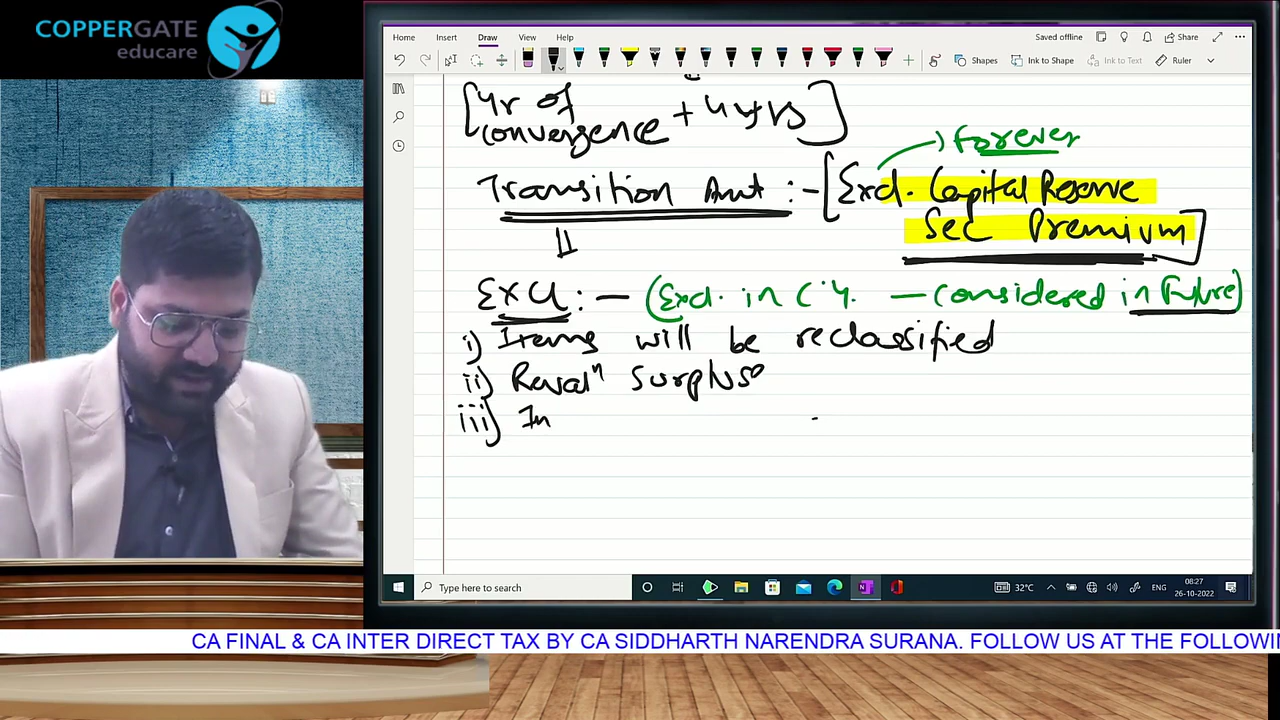 COPPERGATE
educare
Home Insert Draw View Help
Saved offline Share
Shapes Ink to Shape Ink to Text Ruler
[Yr of
convergence + 4 yrs]
Forever
Transition Amt :- [Excl. Capital Reserve
Sec Premium]
Excl :- (Excl. in C.Y. - considered in Future)
i) Items will be reclassified
ii) Revalⁿ Surplus
iii) In
Type here to search
32°C ENG 08:27
26-10-2022
CA FINAL & CA INTER DIRECT TAX BY CA SIDDHARTH NARENDRA SURANA. FOLLOW US AT THE FOLLOWI